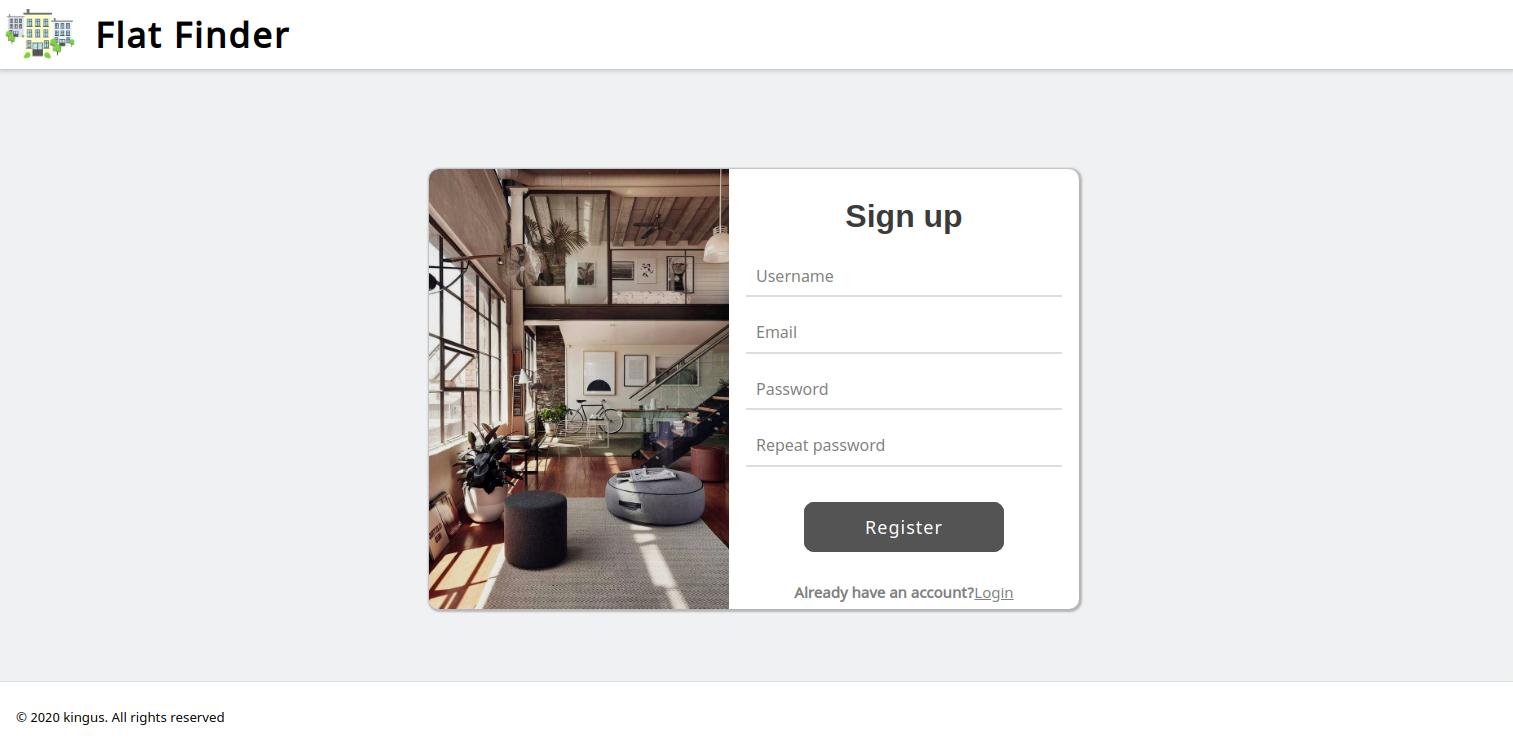 Flat Finder
Sign up
Username
Email
Password
Repeat password
Register
Already have an account?Login
© 2020 kingus. All rights reserved